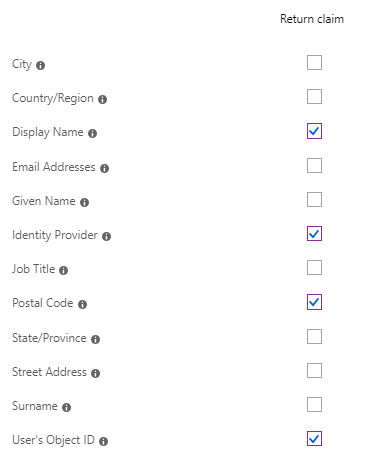 Return claim
City
Country/Region
Display Name
Email Addresses
Given Name
Identity Provider
Job Title
Postal Code
State/Province
Street Address
Surname
User's Object ID